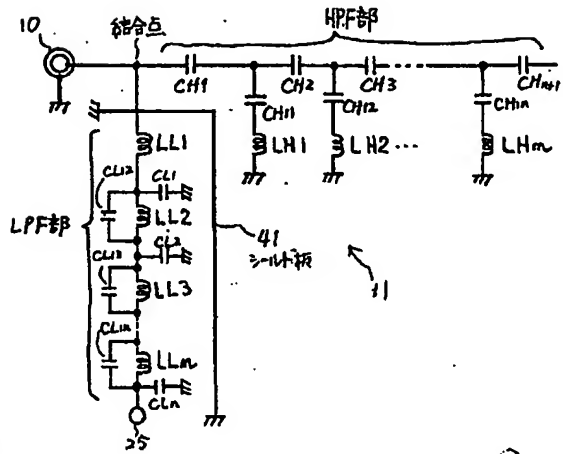 10
結合点
HPF部
CH1
CH2
CH3
CHn+1
CH11
CH12
CH1n
LH1
LH2…
LHm
LL1
CL12
CL1
LL2
LPF部
CL2
CL13
LL3
41
シールド板
11
CL1n
LLm
CLn
25